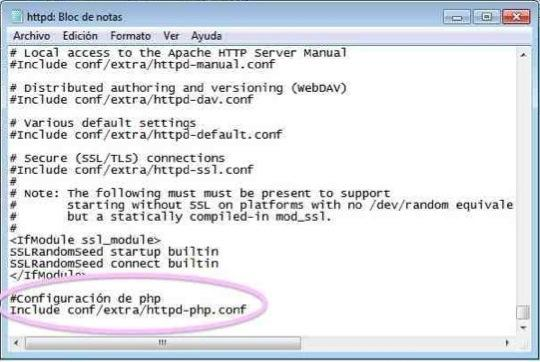 httpd: Bloc de notas
Archivo Edición Formato Ver Ayuda
# Local access to the Apache HTTP Server Manual
#Include conf/extra/httpd-manual.conf
# Distributed authoring and versioning (WebDAV)
#Include conf/extra/httpd-dav.conf
# Various default settings
#Include conf/extra/httpd-default.conf
# Secure (SSL/TLS) connections
#Include conf/extra/httpd-ssl.conf
#
# Note: The following must must be present to support
#       starting without SSL on platforms with no /dev/random equivale
#       but a statically compiled-in mod_ssl.
#
<IfModule ssl_module>
SSLRandomSeed startup builtin
SSLRandomSeed connect builtin
</IfModule>
#Configuración de php
Include conf/extra/httpd-php.conf